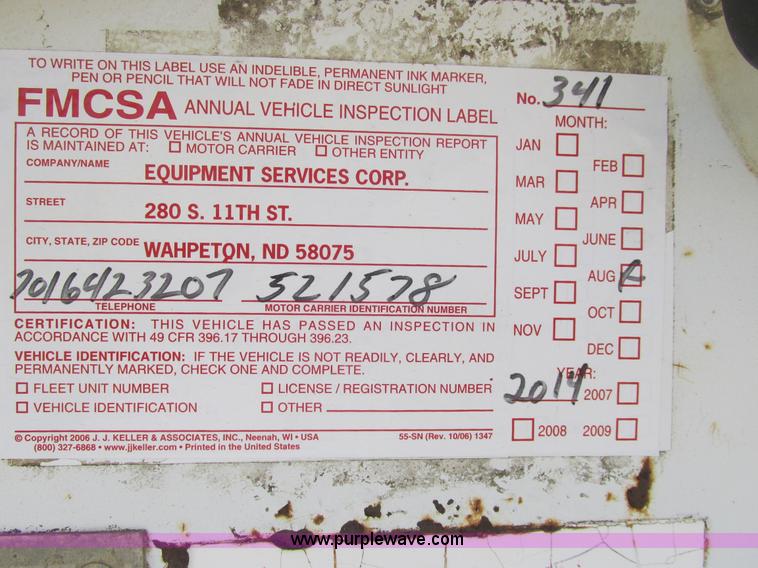 TO WRITE ON THIS LABEL USE AN INDELIBLE, PERMANENT INK MARKER,
PEN OR PENCIL THAT WILL NOT FADE IN DIRECT SUNLIGHT
FMCSA ANNUAL VEHICLE INSPECTION LABEL
A RECORD OF THIS VEHICLE'S ANNUAL VEHICLE INSPECTION REPORT
IS MAINTAINED AT: MOTOR CARRIER OTHER ENTITY
COMPANY/NAME
EQUIPMENT SERVICES CORP.
STREET
280 S. 11TH ST.
CITY, STATE, ZIP CODE WAHPETON, ND 58075
7016423207 521578
TELEPHONE MOTOR CARRIER IDENTIFICATION NUMBER
CERTIFICATION: THIS VEHICLE HAS PASSED AN INSPECTION IN
ACCORDANCE WITH 49 CFR 396.17 THROUGH 396.23.
VEHICLE IDENTIFICATION: IF THE VEHICLE IS NOT READILY, CLEARLY, AND
PERMANENTLY MARKED, CHECK ONE AND COMPLETE.
FLEET UNIT NUMBER LICENSE / REGISTRATION NUMBER
VEHICLE IDENTIFICATION OTHER
© Copyright 2006 J. J. KELLER & ASSOCIATES, INC., Neenah, WI • USA 55-SN (Rev. 10/06) 1347
(800) 327-6868 • www.jjkeller.com • Printed in the United States
No. 341
MONTH:
JAN
FEB
MAR
APR
MAY
JUNE
JULY
AUG
SEPT
OCT
NOV
DEC
YEAR:
2014 2007
2008 2009
www.purplewave.com